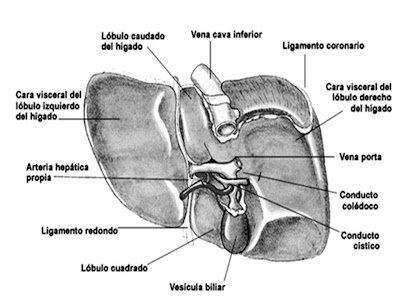 Lóbulo caudado
del hígado
Vena cava inferior
Ligamento coronario
Cara visceral del
lóbulo izquierdo
del hígado
Cara visceral del
lóbulo derecho
del hígado
Arteria hepática
propia
Vena porta
Conducto
colédoco
Ligamento redondo
Conducto
cístico
Lóbulo cuadrado
Vesícula biliar